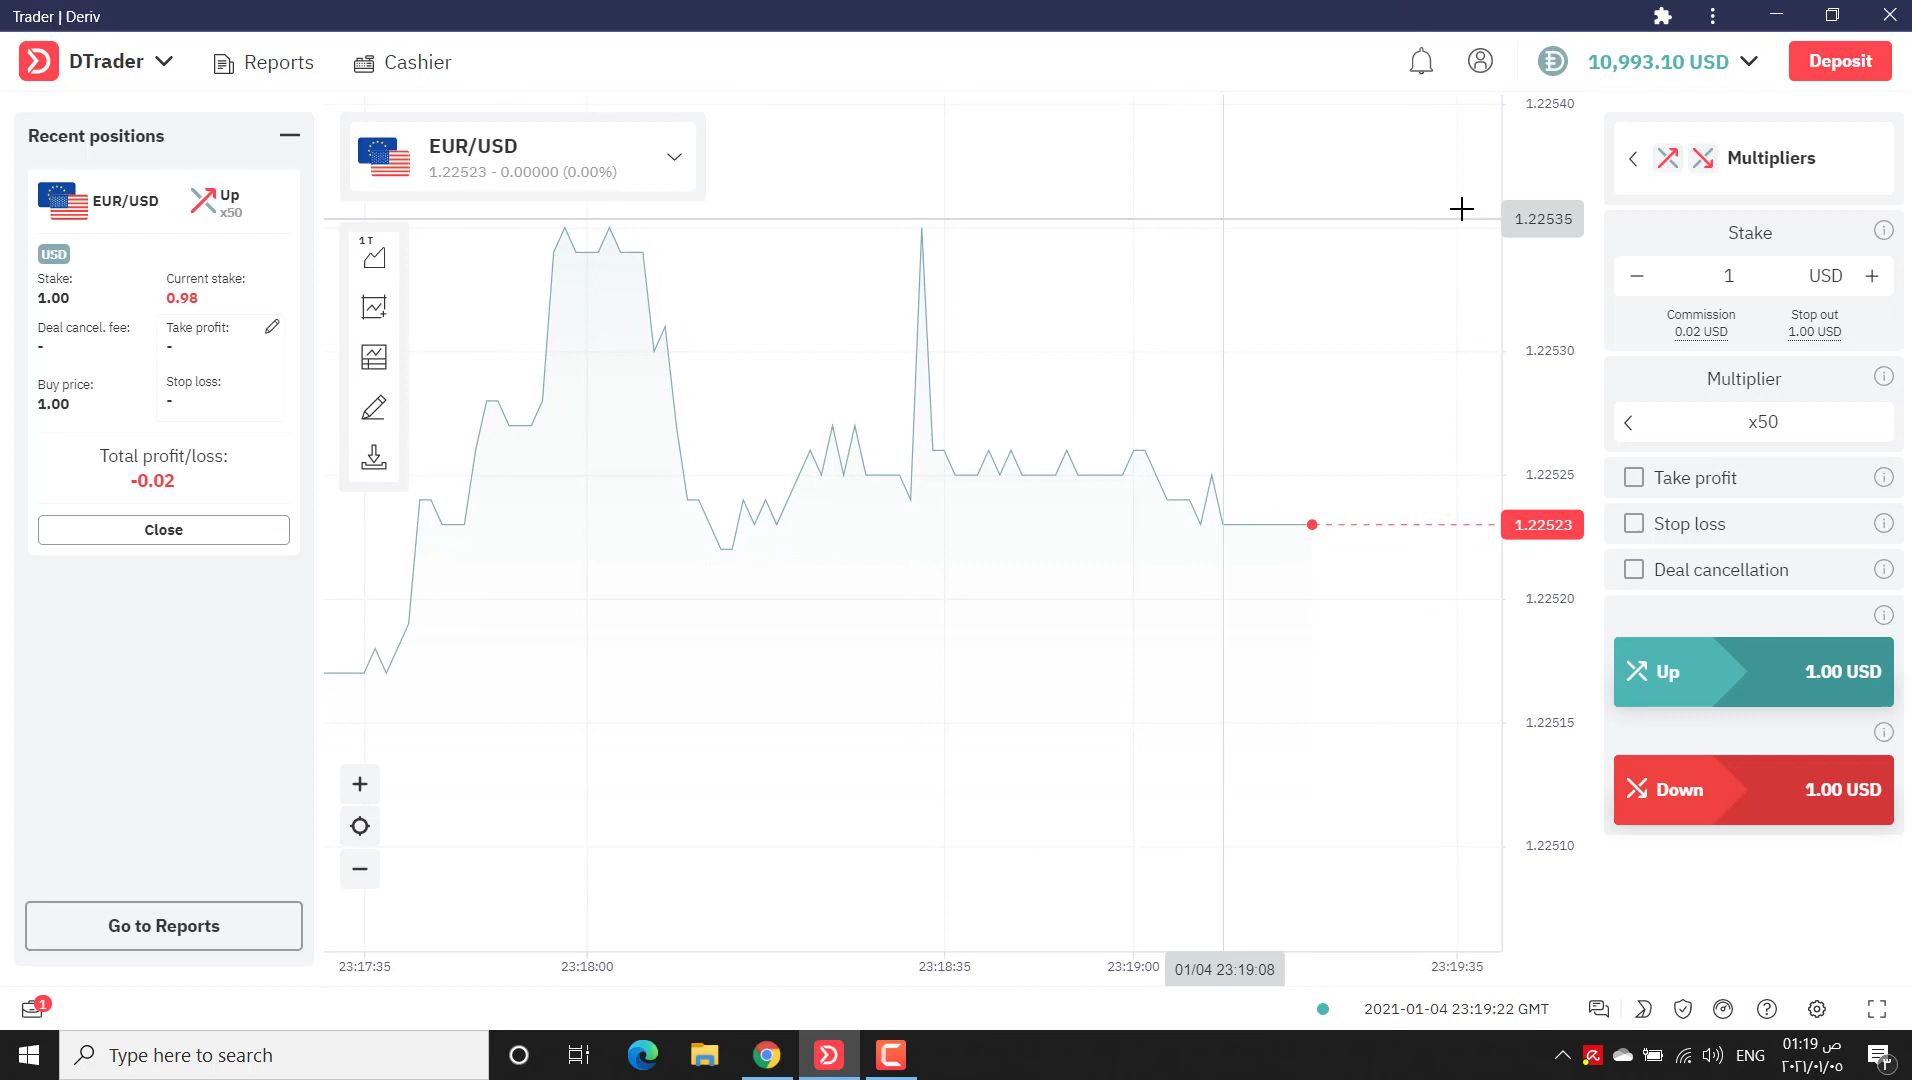 Trader | Deriv
DTrader
Reports
Cashier
10,993.10 USD
Deposit
Recent positions
EUR/USD
Up
x50
USD
Stake:
Current stake:
1.00
0.98
Deal cancel. fee:
Take profit:
-
-
Buy price:
Stop loss:
1.00
-
Total profit/loss:
-0.02
Close
Go to Reports
EUR/USD
1.22523 - 0.00000 (0.00%)
1 T
1.22540
1.22535
1.22530
1.22525
1.22523
1.22520
1.22515
1.22510
23:17:35
23:18:00
23:18:35
23:19:00
01/04 23:19:08
23:19:35
Multipliers
Stake
1 USD
Commission
Stop out
0.02 USD
1.00 USD
Multiplier
x50
Take profit
Stop loss
Deal cancellation
Up 1.00 USD
Down 1.00 USD
1
2021-01-04 23:19:22 GMT
Type here to search
ENG
01:19 ص
٢٠٢١/٠١/٠٥
٣